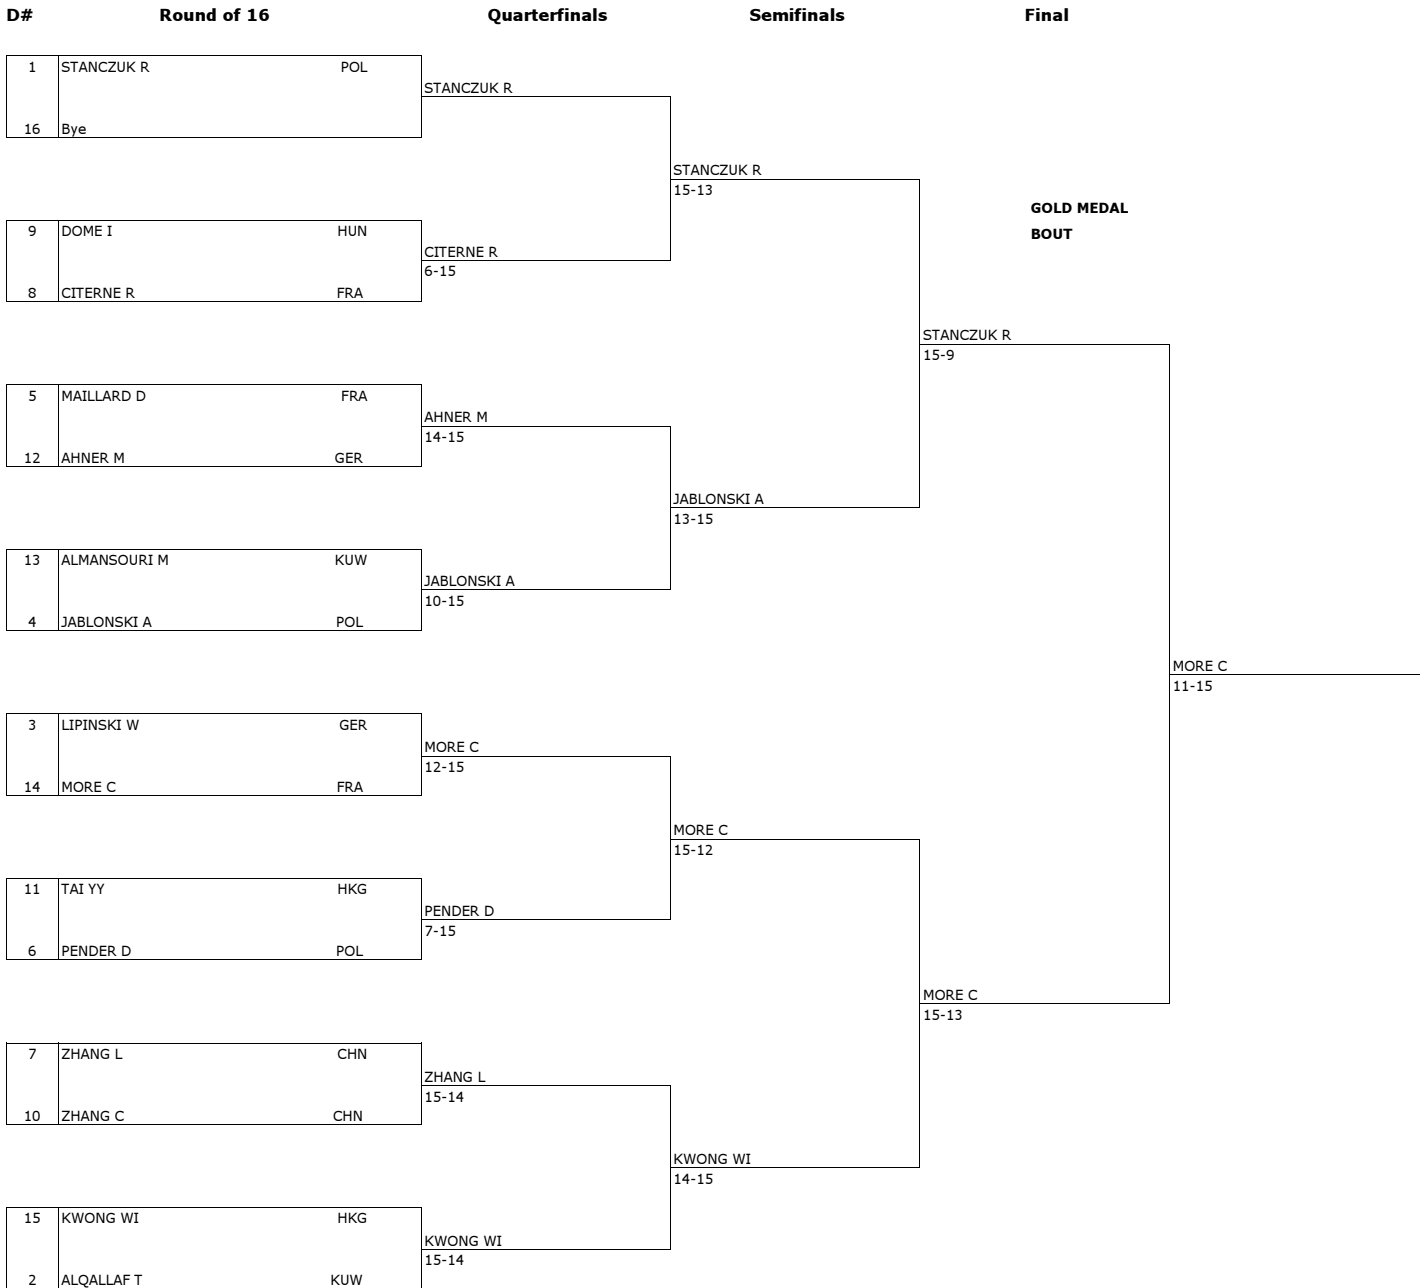 D# Round of 16 Quarterfinals Semifinals Final
1 STANCZUK R POL
STANCZUK R
16 Bye
STANCZUK R
15-13
GOLD MEDAL
BOUT
9 DOME I HUN
CITERNE R
6-15
8 CITERNE R FRA
STANCZUK R
15-9
5 MAILLARD D FRA
AHNER M
14-15
12 AHNER M GER
JABLONSKI A
13-15
13 ALMANSOURI M KUW
JABLONSKI A
10-15
4 JABLONSKI A POL
MORE C
11-15
3 LIPINSKI W GER
MORE C
12-15
14 MORE C FRA
MORE C
15-12
11 TAI YY HKG
PENDER D
7-15
6 PENDER D POL
MORE C
15-13
7 ZHANG L CHN
ZHANG L
15-14
10 ZHANG C CHN
KWONG WI
14-15
15 KWONG WI HKG
KWONG WI
15-14
2 ALQALLAF T KUW